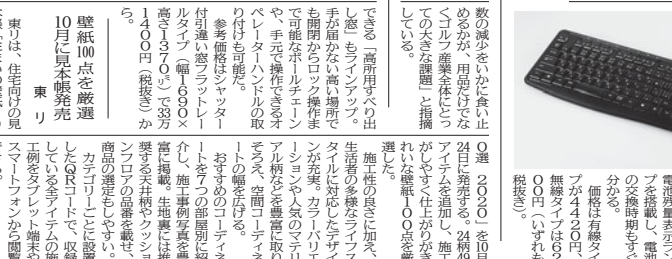 数の減少をいかに食い止
めるかが、用品だけでな
くゴルフ産業全体にとっ
ての大きな課題」と指摘
している。
電池残量表示ラ
プを搭載し、電池
の交換時期もすぐ
分かる。
価格は有線タイ
プが4420円、
無線タイプは62
00円（いずれも
税抜き）。
できる「高所用すべり出
し窓」もラインアップ。
手が届かない高い場所で
も開閉からロック操作ま
で可能なボールチェーン
や、手元で操作できるオ
ペレーターハンドルの取
り付けも可能だ。
参考価格はシャッター
付引違い窓フラットレー
ルタイプ（幅1690×
高さ1370㍉）で33万
1400円（税抜き）か
ら。
壁紙100点を厳選
10月に見本帳発売
東リ
東リは、住宅向けの見
0選 2020」を10月
24日に発売する。24柄49
アイテムを追加し、施工
がしやすく仕上がりがき
れいな壁紙100点を厳
選した。
施工性の良さに加え、
生活者の多様なライフス
タイルに対応したデザイ
ンが充実。カラーバリエ
ーションや人気のマテリ
アル柄などを豊富に取り
そろえ、空間コーディネ
ートの幅を広げる。
おすすめのコーディネ
ートを7つの部屋別に紹
介し、施工事例写真を豊
富に掲載。生地裏には推
奨する天井柄やクッショ
ンフロアの品番を載せ、
商品の選定もしやすい。
カテゴリーごとに設置
したQRコードで、収録
している全アイテムの施
工例をタブレット端末や
スマートフォンから閲覧